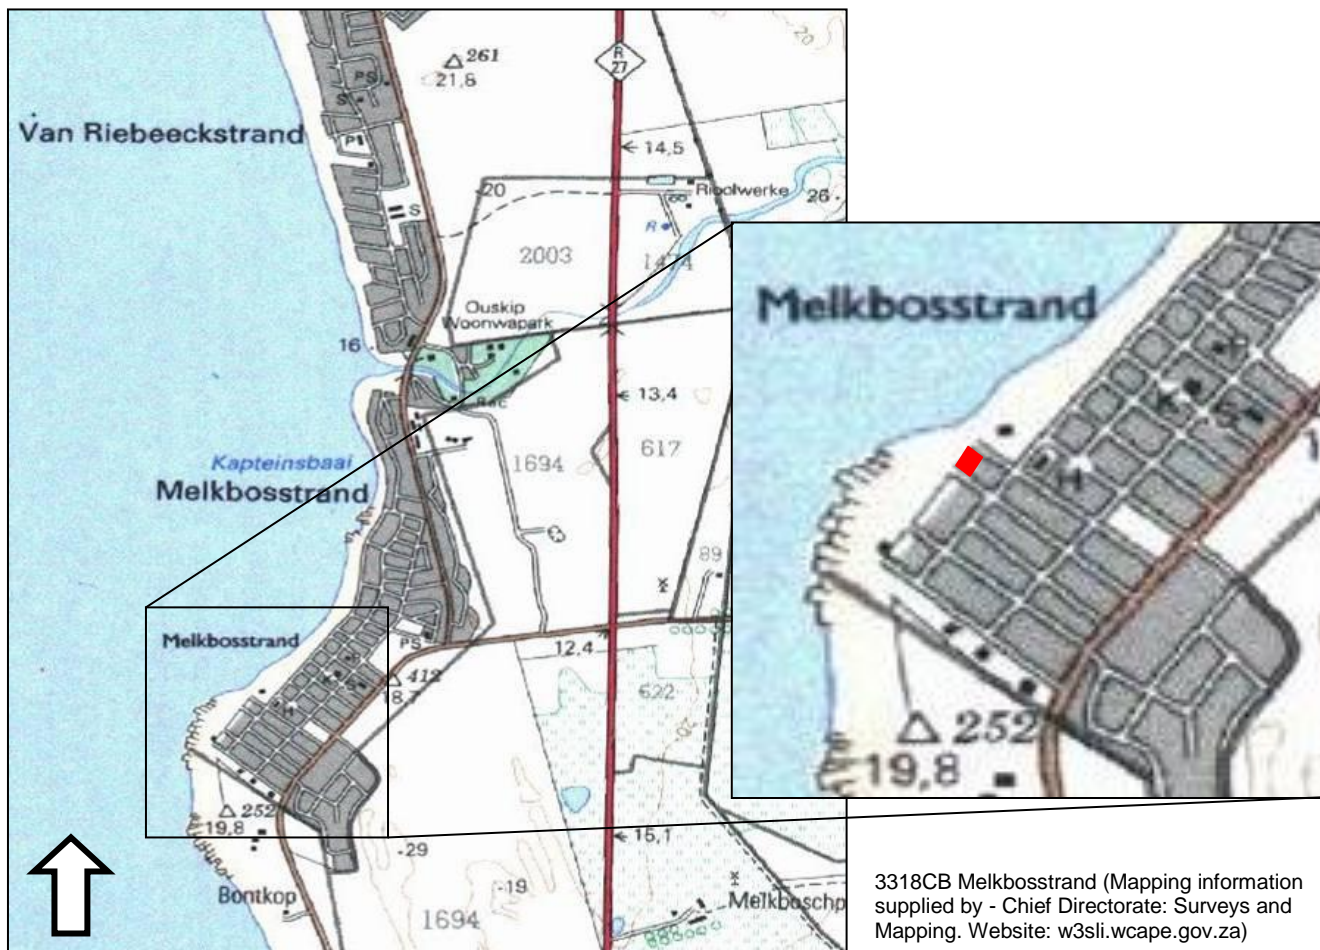 261
21,8
R
27
20
PS
S
Van Riebeeckstrand
P
14,5
20
Rioolwerke
26
R
S
2003
1474
Ouskip
Woonwapark
16
Rec
13,4
617
1694
Kapteinsbaai
Melkbosstrand
89
Melkbosstrand
PS
12,4
412
18,7
622
K
S
H
252
19,8
15,1
29
19
Bontkop
1694
Melkboschp
Melkbosstrand
K
S
H
252
19,8
3318CB Melkbosstrand (Mapping information
supplied by - Chief Directorate: Surveys and
Mapping. Website: w3sli.wcape.gov.za)